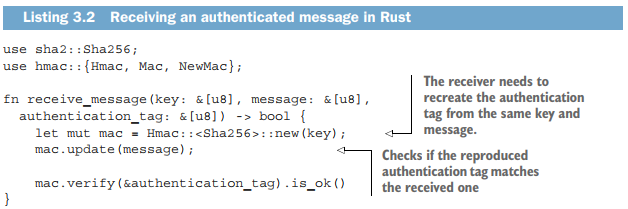 Listing 3.2 Receiving an authenticated message in Rust
use sha2::Sha256;
use hmac::{Hmac, Mac, NewMac};
fn receive_message(key: &[u8], message: &[u8],
authentication_tag: &[u8]) -> bool {
let mut mac = Hmac::<Sha256>::new(key);
mac.update(message);
mac.verify(&authentication_tag).is_ok()
}
The receiver needs to
recreate the authentication
tag from the same key and
message.
Checks if the reproduced
authentication tag matches
the received one